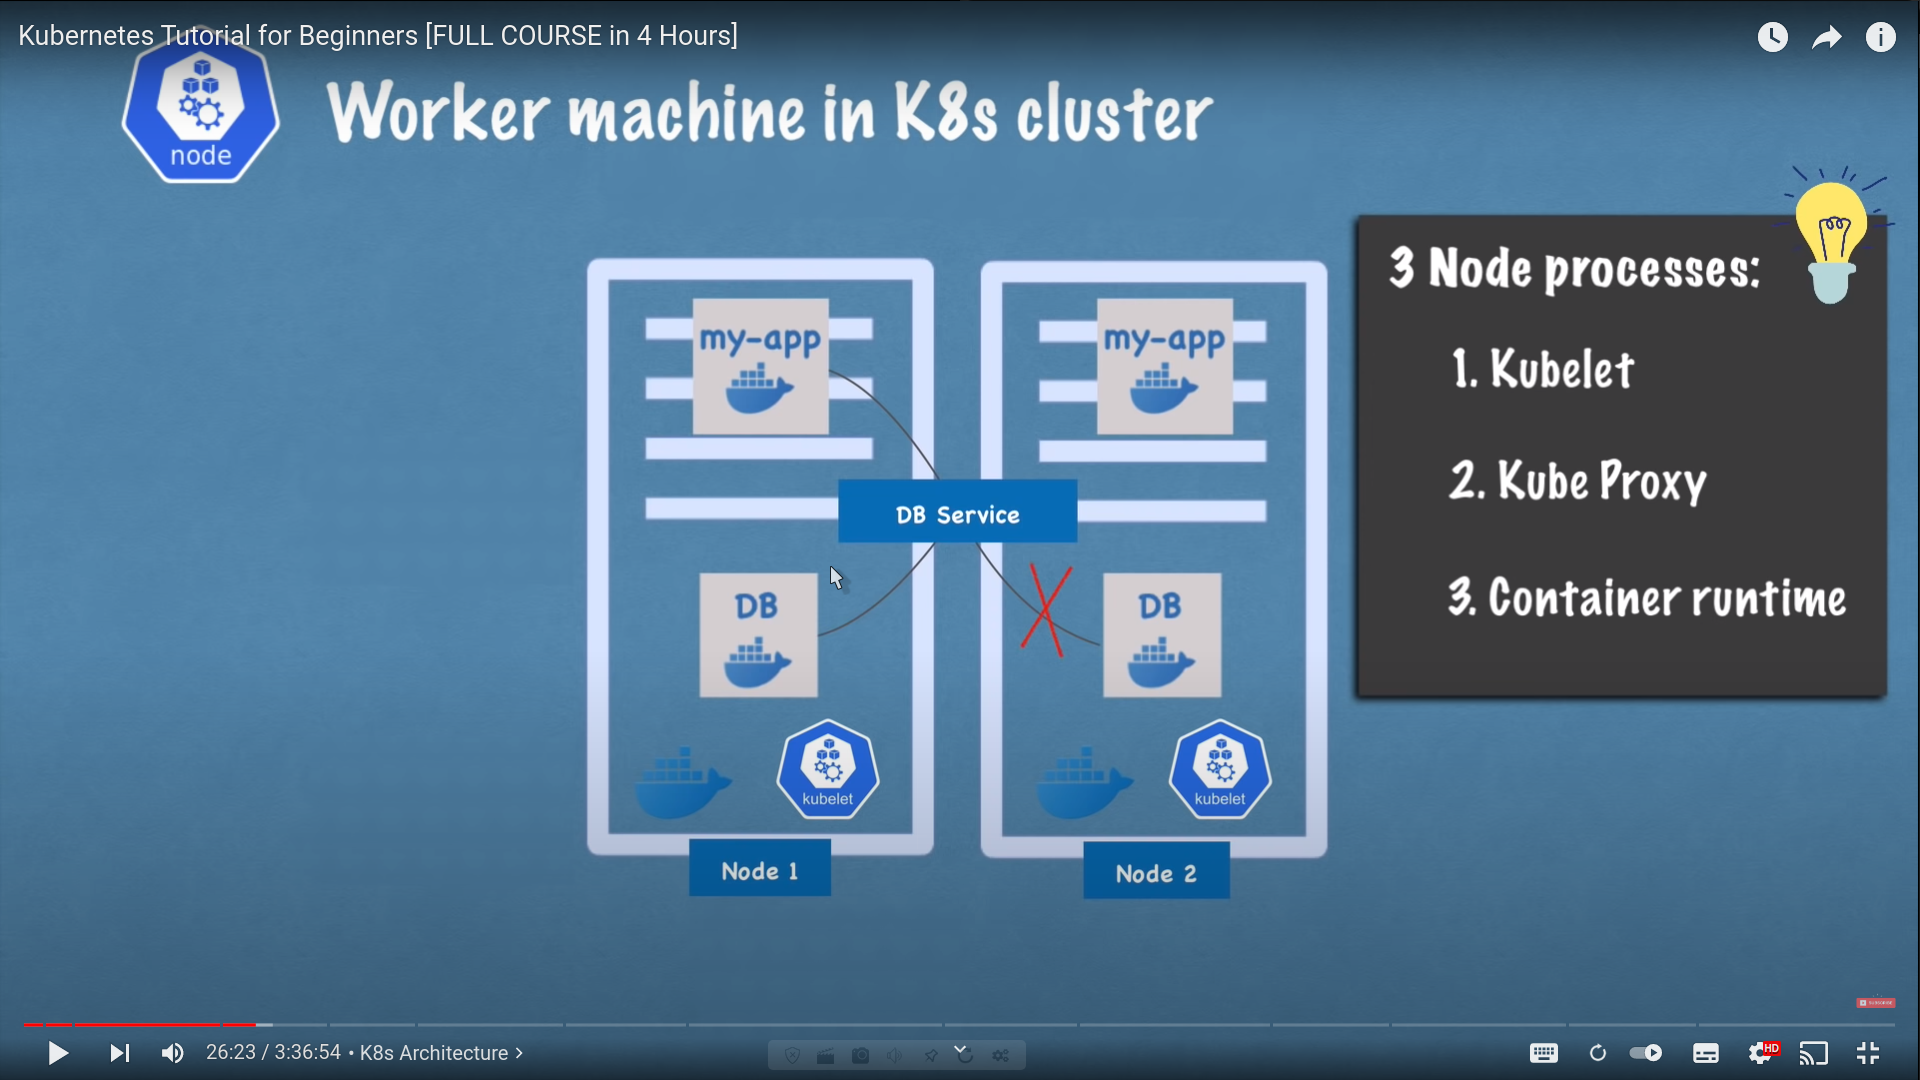 Kubernetes Tutorial for Beginners [FULL COURSE in 4 Hours]
node
Worker machine in K8s cluster
3 Node processes:
1. Kubelet
2. Kube Proxy
3. Container runtime
my-app
my-app
DB Service
DB
DB
kubelet
kubelet
Node 1
Node 2
SUBSCRIBE
26:23 / 3:36:54 • K8s Architecture >
HD